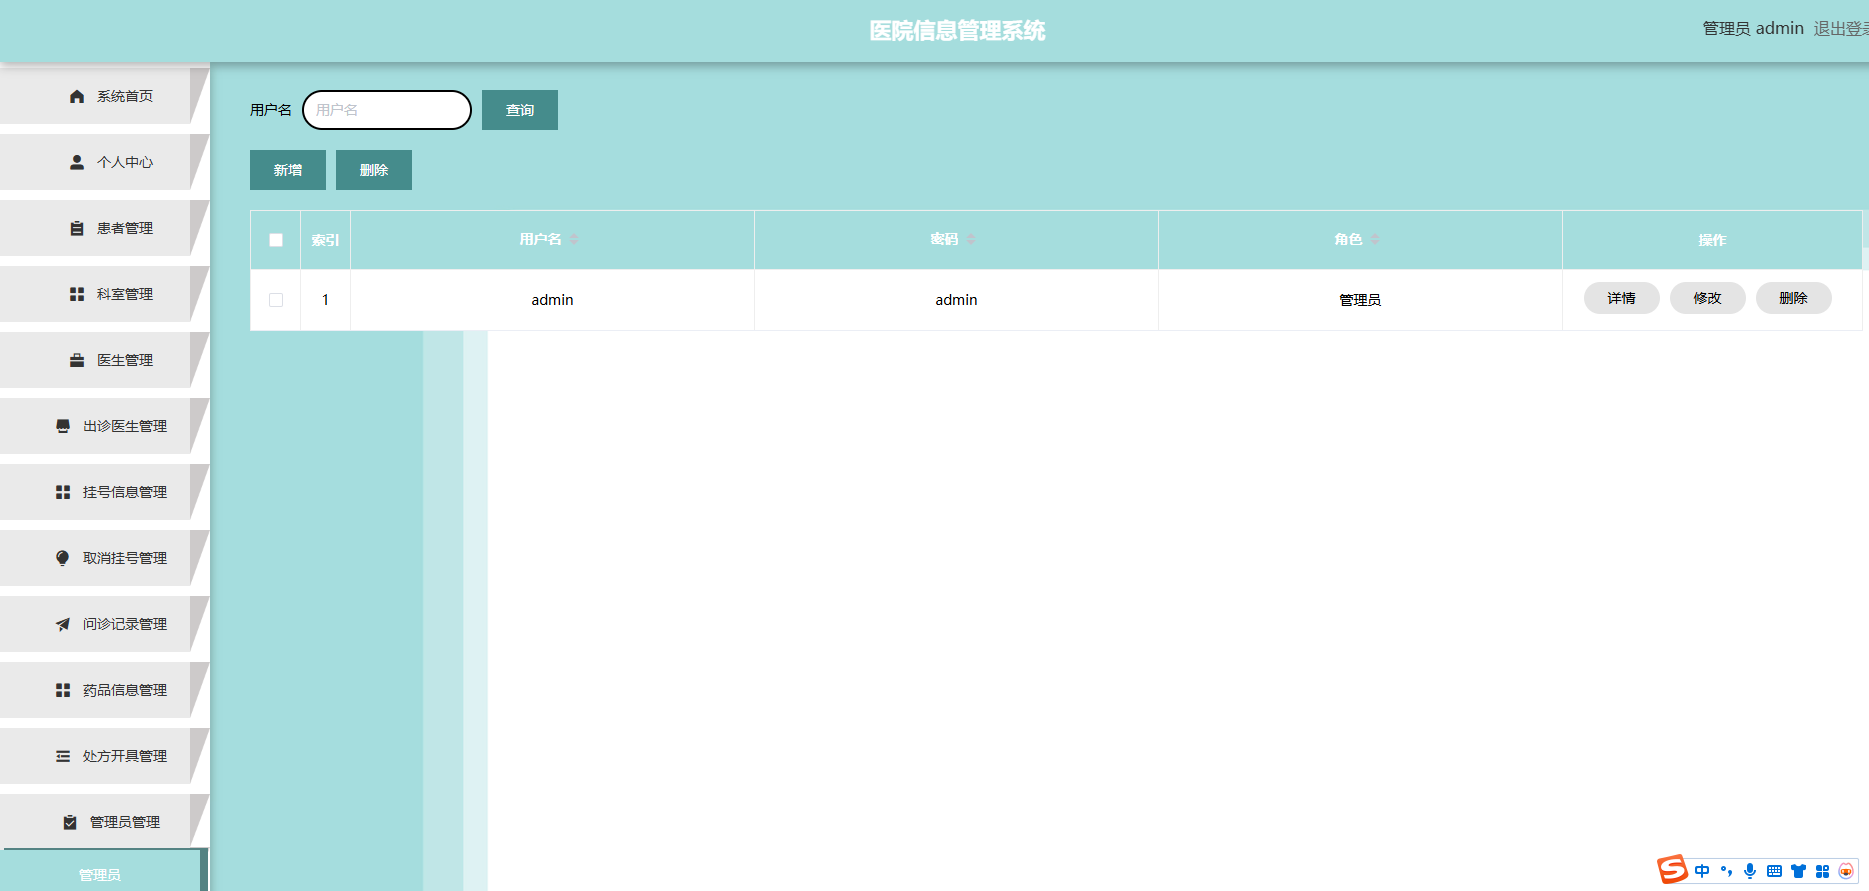 医院信息管理系统
管理员 admin 退出登录
系统首页
个人中心
患者管理
科室管理
医生管理
出诊医生管理
挂号信息管理
取消挂号管理
问诊记录管理
药品信息管理
处方开具管理
管理员管理
管理员
用户名 用户名 查询
新增 删除
索引 用户名 密码 角色 操作
1 admin admin 管理员 详情 修改 删除
S 中